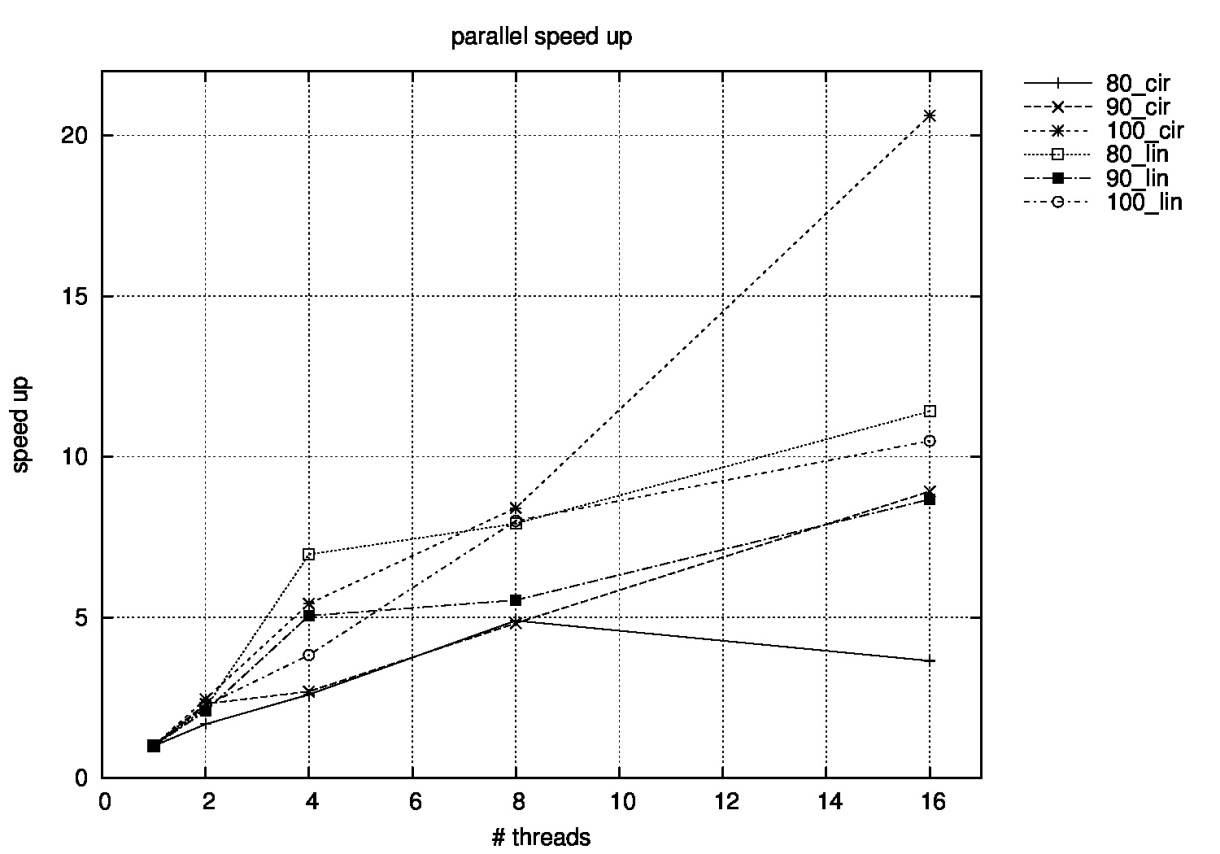 parallel speed up
80_cir
90_cir
100_cir
80_lin
90_lin
100_lin
20
15
10
5
0
speed up
0 2 4 6 8 10 12 14 16
# threads